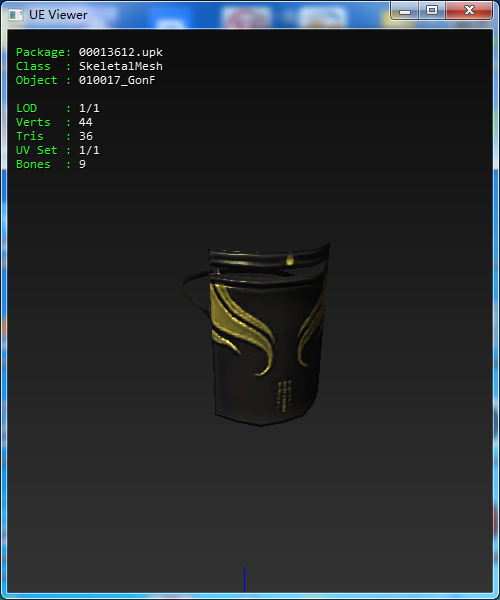 UE Viewer
Package: 00013612.upk
Class : SkeletalMesh
Object : 010017_GonF
LOD : 1/1
Verts : 44
Tris : 36
UV Set : 1/1
Bones : 9